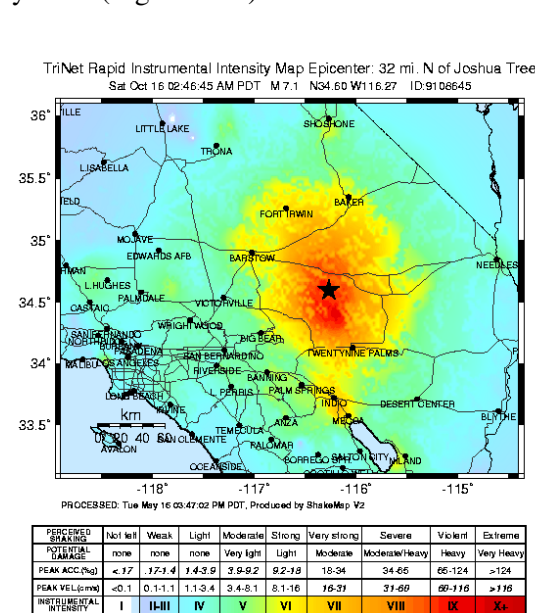 TriNet Rapid Instrumental Intensity Map Epicenter: 32 mi. N of Joshua Tree
Sat Oct 16 02:46:45 AM PDT M 7.1 N34.60 W116.27 ID:9108645
36°
35.5°
35°
34.5°
34°
33.5°
LITTLE LAKE
SHOSHONE
TRONA
L.ISABELLA
BAKER
FORT IRWIN
MOJAVE
EDWARDS AFB
BARSTOW
NEEDLES
L.HUGHES
PALMDALE
CASTAIC
VICTORVILLE
WRIGHTWOOD
BIG BEAR
PASADENA
SAN BERNARDINO
TWENTYNINE PALMS
MALIBU
LOS ANGELES
RIVERSIDE
BANNING
L. PERRIS
PALM SPRINGS
LONG BEACH
INDIO
DESERT CENTER
IRVINE
MECCA
BLYTHE
ANZA
TEMECULA
km
0 20 40
SAN CLEMENTE
PALOMAR
AVALON
SALTON CITY
NILAND
OCEANSIDE
-118°
-117°
-116°
-115°
PROCESSED: Tue May 16 03:47:02 PM PDT, Produced by ShakeMap V2
PERCEIVED SHAKING Not felt Weak Light Moderate Strong Very strong Severe Violent Extreme
POTENTIAL DAMAGE none none none Very light Light Moderate Moderate/Heavy Heavy Very Heavy
PEAK ACC.(%g) <.17 .17-1.4 1.4-3.9 3.9-9.2 9.2-18 18-34 34-65 65-124 >124
PEAK VEL.(cm/s) <0.1 0.1-1.1 1.1-3.4 3.4-8.1 8.1-16 16-31 31-60 60-116 >116
INSTRUMENTAL INTENSITY I II-III IV V VI VII VIII IX X+